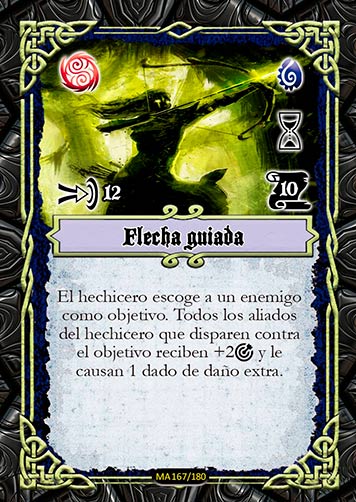 12
10
Flecha guiada
El hechicero escoge a un enemigo
como objetivo. Todos los aliados
del hechicero que disparen contra
el objetivo reciben +2 y le
causan 1 dado de daño extra.
MA167/180